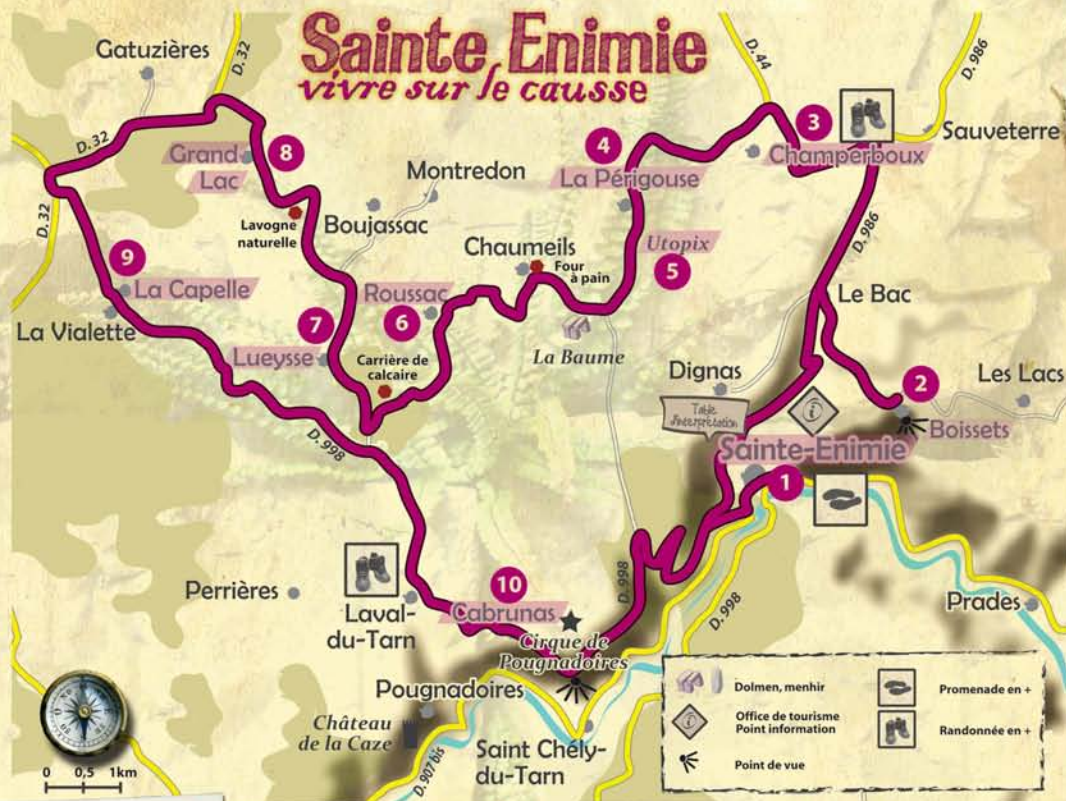 Sainte Enimie
vivre sur le causse
Gatuzières
D. 32
D. 44
D. 986
Sauveterre
3
Champerboux
D. 32
Grand
Lac
8
4
La Périgouse
Montredon
Lavogne
naturelle
Boujassac
D. 32
Chaumeils
Four
à pain
Utopix
5
D. 986
9
La Capelle
La Vialette
Roussac
6
7
Lueysse
Carrière de
calcaire
La Baume
Le Bac
Dignas
Les Lacs
2
Boissets
Table
d'interprétation
i
Sainte-Enimie
1
D. 998
D. 998
D. 998
Perrières
Laval-
du-Tarn
10
Cabrunas
Cirque de
Pougnadoires
Prades
Pougnadoires
Château
de la Caze
Saint Chély-
du-Tarn
D. 907 bis
0 0,5 1km
Dolmen, menhir
Promenade en +
i
Office de tourisme
Point information
Randonnée en +
Point de vue